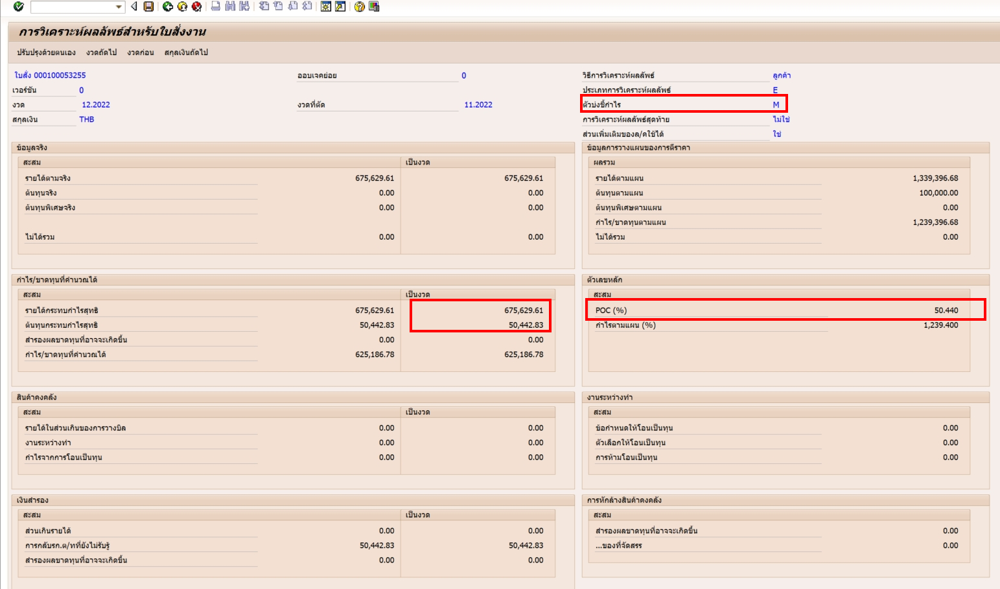 การวิเคราะห์ผลลัพธ์สำหรับใบสั่งงาน
ปรับปรุงด้วยตนเอง งวดถัดไป งวดก่อน สกุลเงินถัดไป
ใบสั่ง 000100053255 ออบเจคย่อย 0 วิธีการวิเคราะห์ผลลัพธ์ ลูกค้า
เวอร์ชัน 0 ประเภทการวิเคราะห์ผลลัพธ์ E
งวด 12.2022 งวดที่ตัด 11.2022 ตัวบ่งชี้กำไร M
สกุลเงิน THB การวิเคราะห์ผลลัพธ์สุดท้าย ไม่ใช่
ส่วนเพิ่มเติมของล/คใช้ได้ ใช่
ข้อมูลจริง
สะสม เป็นงวด
รายได้ตามจริง 675,629.61 675,629.61
ต้นทุนจริง 0.00 0.00
ต้นทุนพิเศษจริง 0.00 0.00
ไม่ได้รวม 0.00 0.00
ข้อมูลการวางแผนของการตีราคา
ผลรวม
รายได้ตามแผน 1,339,396.68
ต้นทุนตามแผน 100,000.00
ต้นทุนพิเศษตามแผน 0.00
กำไร/ขาดทุนตามแผน 1,239,396.68
ไม่ได้รวม 0.00
กำไร/ขาดทุนที่คำนวณได้
สะสม เป็นงวด
รายได้กระทบกำไรสุทธิ 675,629.61 675,629.61
ต้นทุนกระทบกำไรสุทธิ 50,442.83 50,442.83
สำรองผลขาดทุนที่อาจจะเกิดขึ้น 0.00 0.00
กำไร/ขาดทุนที่คำนวณได้ 625,186.78 625,186.78
ตัวเลขหลัก
สะสม
POC (%) 50.440
กำไรตามแผน (%) 1,239.400
สินค้าคงคลัง
สะสม เป็นงวด
รายได้ในส่วนเกินของการวางบิล 0.00 0.00
งานระหว่างทำ 0.00 0.00
กำไรจากการโอนเป็นทุน 0.00 0.00
งานระหว่างทำ
สะสม
ข้อกำหนดให้โอนเป็นทุน 0.00
ตัวเลือกให้โอนเป็นทุน 0.00
การห้ามโอนเป็นทุน 0.00
เงินสำรอง
สะสม เป็นงวด
ส่วนเกินรายได้ 0.00 0.00
การกลับรก.ต/ทที่ยังไม่รับรู้ 50,442.83 50,442.83
สำรองผลขาดทุนที่อาจจะเกิดขึ้น 0.00 0.00
การหักล้างสินค้าคงคลัง
สะสม
สำรองผลขาดทุนที่อาจจะเกิดขึ้น 0.00
...ของที่จัดสรร 0.00